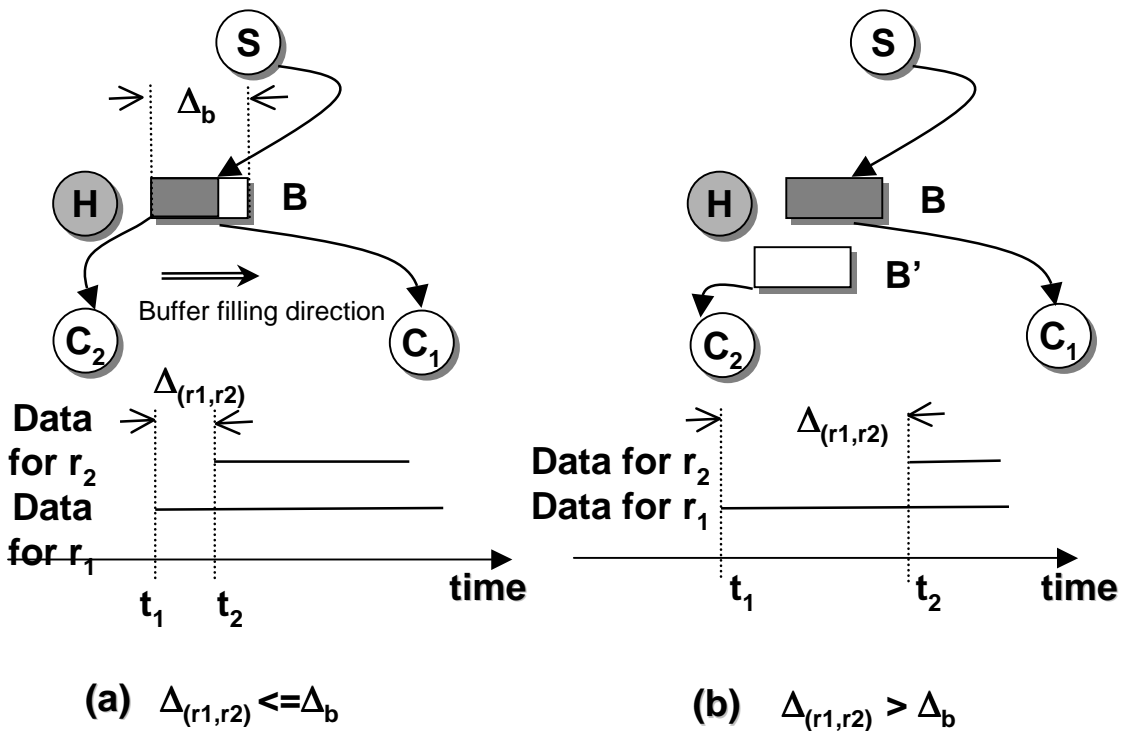 S
Δb
H
B
Buffer filling direction
C2
C1
Δ(r1,r2)
Data
for r2
Data
for r1
time
t1
t2
(a) Δ(r1,r2) <=Δb
S
H
B
B’
C2
C1
Δ(r1,r2)
Data for r2
Data for r1
time
t1
t2
(b) Δ(r1,r2) > Δb